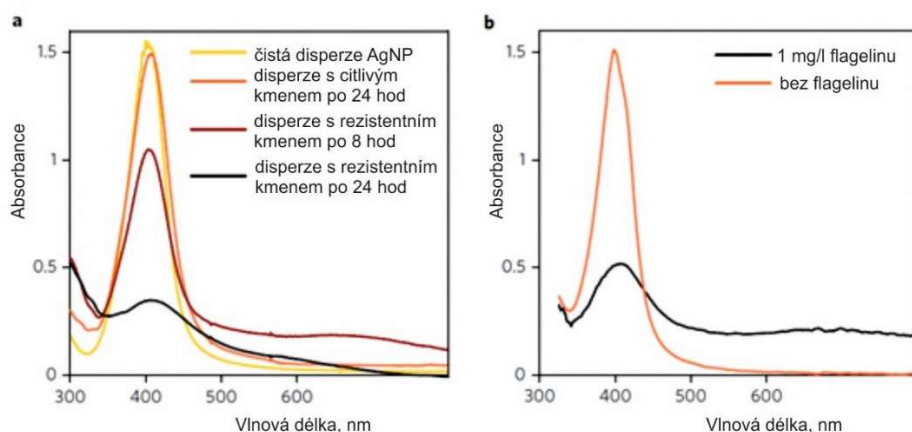 a
Absorbance
1.5
1
0.5
0
300
400
500
600
Vlnová délka, nm
čistá disperze AgNP
disperze s citlivým
kmenem po 24 hod
disperze s rezistentním
kmenem po 8 hod
disperze s rezistentním
kmenem po 24 hod
b
Absorbance
1.5
1
0.5
0
300
400
500
600
Vlnová délka, nm
1 mg/l flagelinu
bez flagelinu